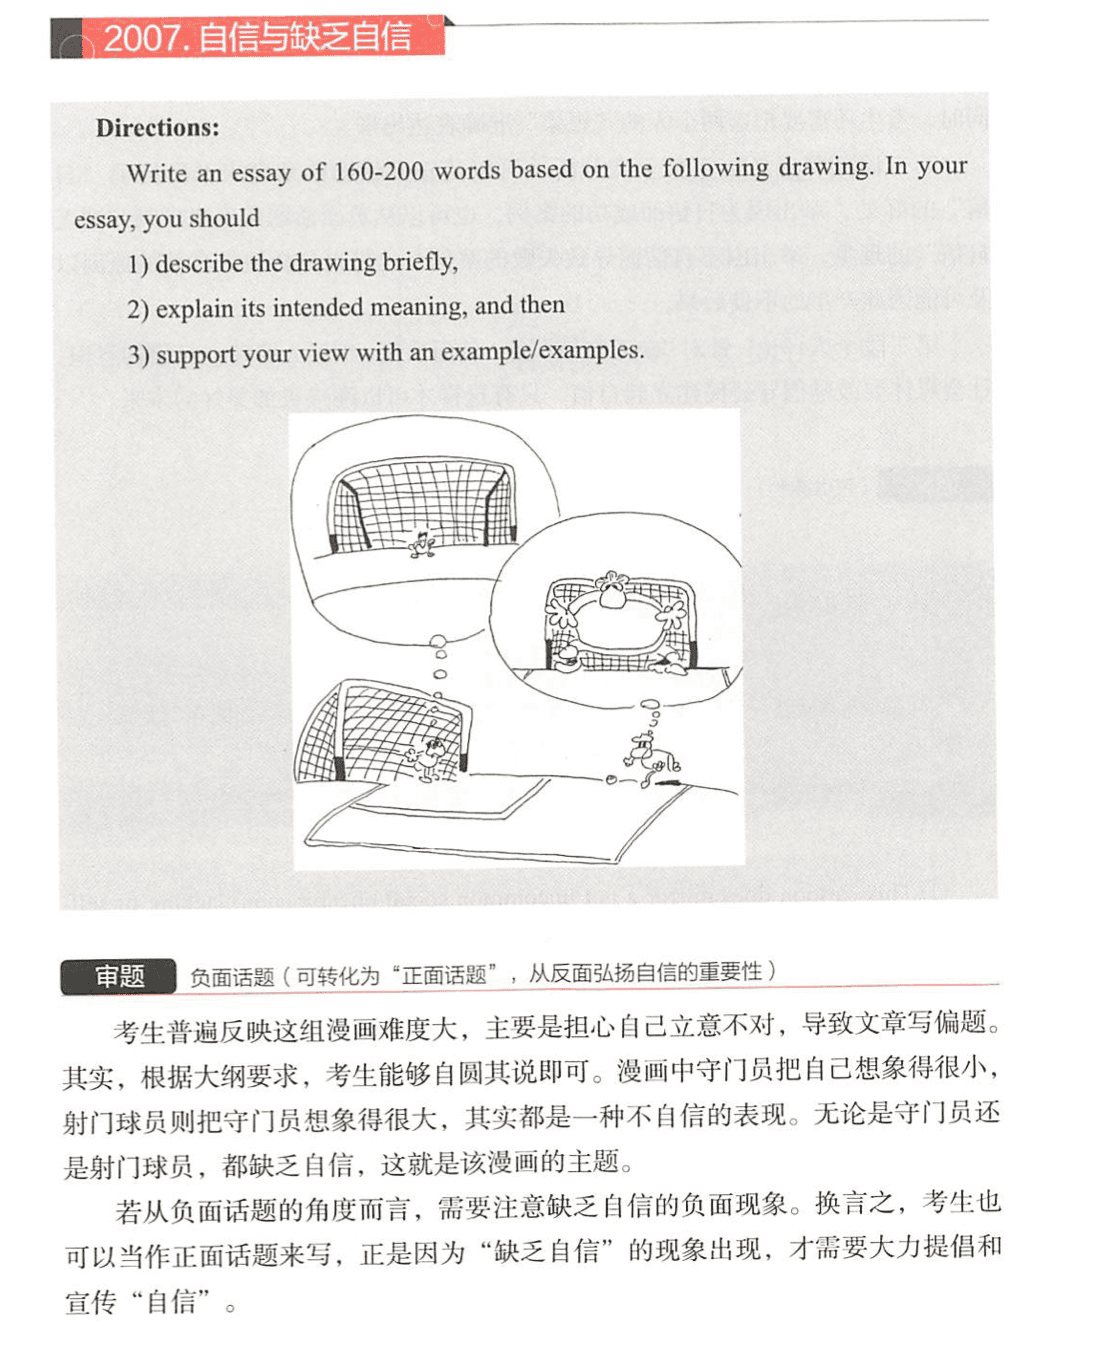 2007. 自信与缺乏自信
Directions:
Write an essay of 160-200 words based on the following drawing. In your
essay, you should
1) describe the drawing briefly,
2) explain its intended meaning, and then
3) support your view with an example/examples.
审题 负面话题（可转化为“正面话题”，从反面弘扬自信的重要性）
考生普遍反映这组漫画难度大，主要是担心自己立意不对，导致文章写偏题。
其实，根据大纲要求，考生能够自圆其说即可。漫画中守门员把自己想象得很小，
射门球员则把守门员想象得很大，其实都是一种不自信的表现。无论是守门员还
是射门球员，都缺乏自信，这就是该漫画的主题。
若从负面话题的角度而言，需要注意缺乏自信的负面现象。换言之，考生也
可以当作正面话题来写，正是因为“缺乏自信”的现象出现，才需要大力提倡和
宣传“自信”。